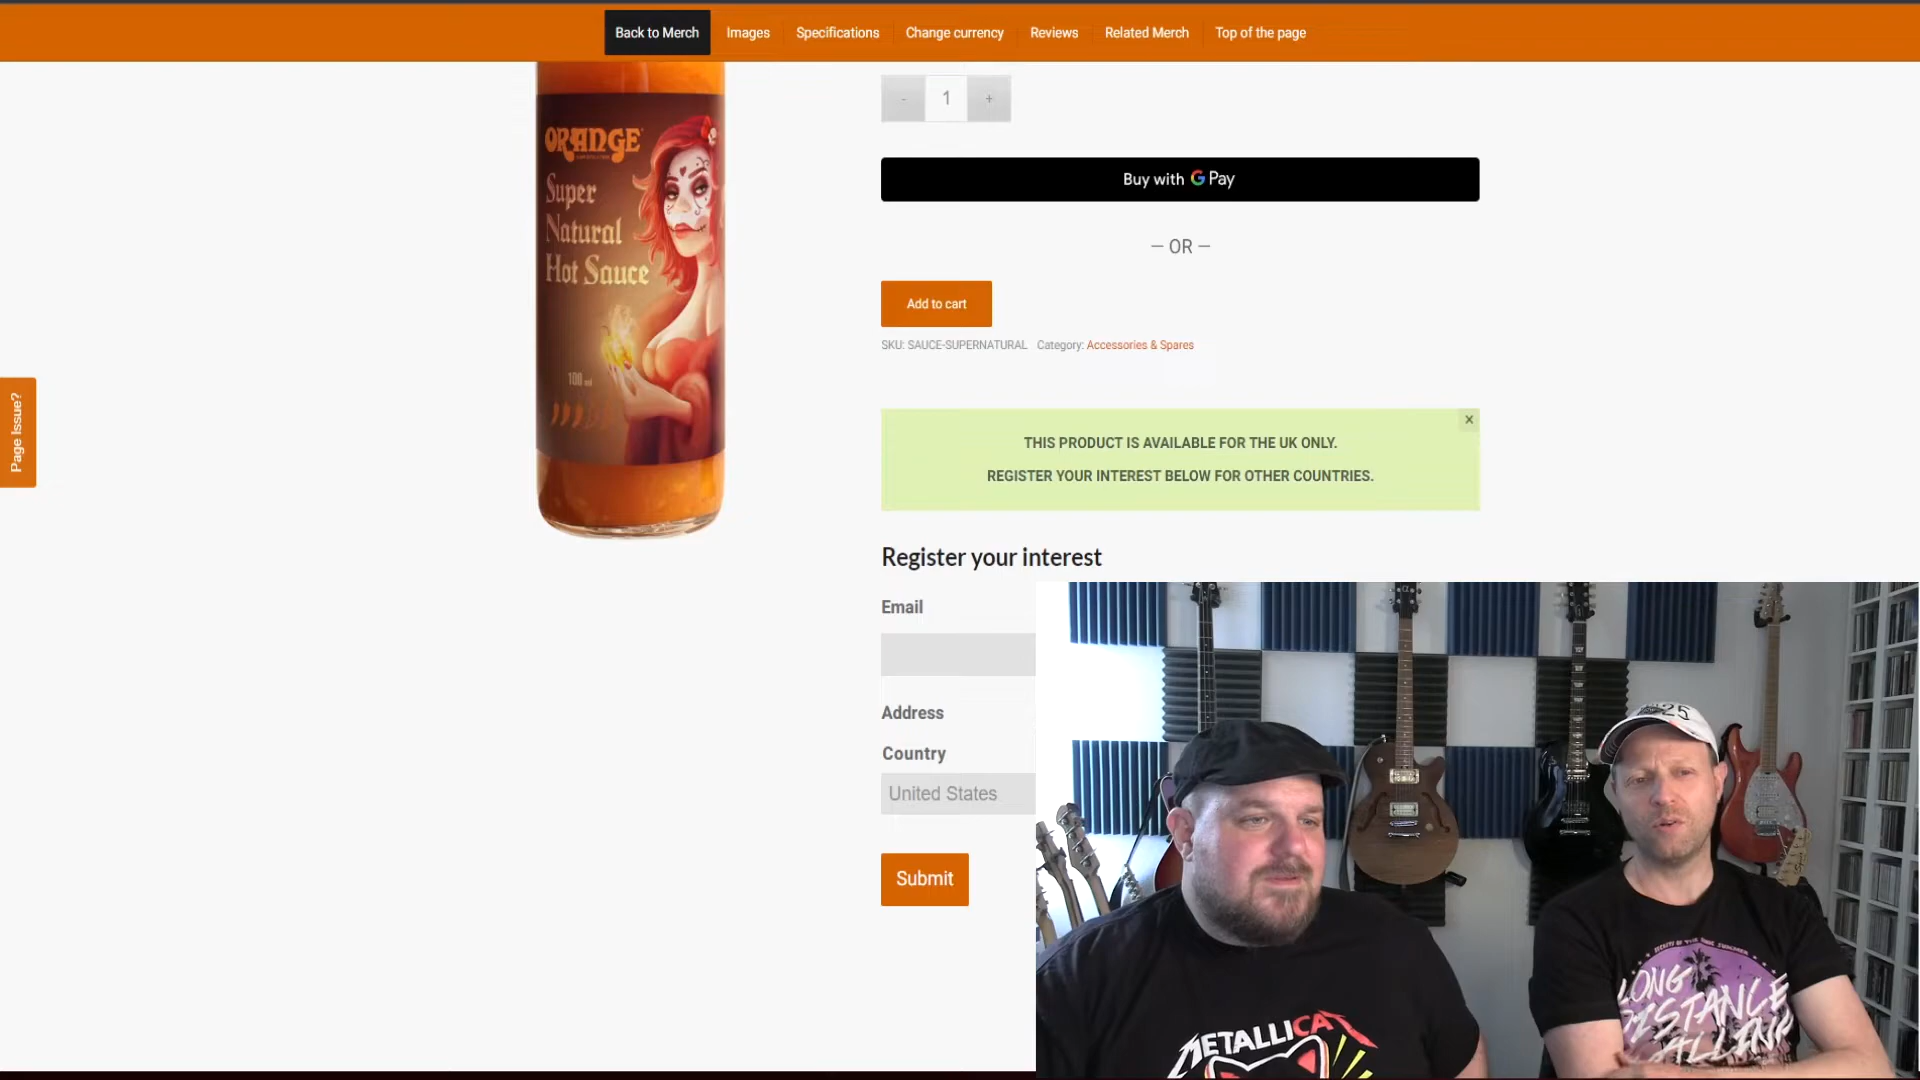 Back to Merch
Images
Specifications
Change currency
Reviews
Related Merch
Top of the page
- 1 +
ORANGE
Super
Natural
Hot Sauce
100 ml
Buy with G Pay
— OR —
Add to cart
SKU: SAUCE-SUPERNATURAL Category: Accessories & Spares
Page Issue?
x
THIS PRODUCT IS AVAILABLE FOR THE UK ONLY.
REGISTER YOUR INTEREST BELOW FOR OTHER COUNTRIES.
Register your interest
Email
Address
Country
United States
Submit
METALLICAT
LONG
DISTANCE
CALLING